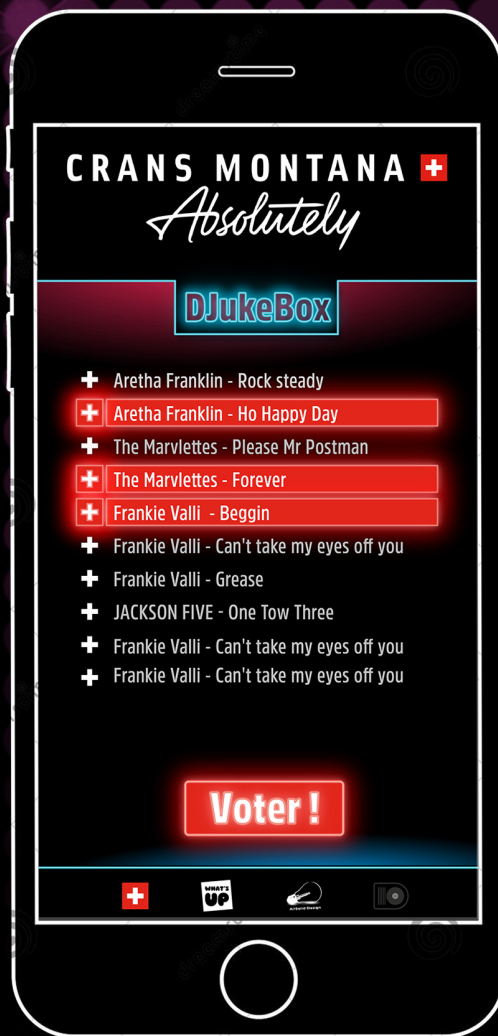 CRANS MONTANA
Absolutely
DJukeBox
Aretha Franklin - Rock steady
Aretha Franklin - Ho Happy Day
The Marvlettes - Please Mr Postman
The Marvlettes - Forever
Frankie Valli - Beggin
Frankie Valli - Can't take my eyes off you
Frankie Valli - Grease
JACKSON FIVE - One Tow Three
Frankie Valli - Can't take my eyes off you
Frankie Valli - Can't take my eyes off you
Voter !
WHAT'S
UP